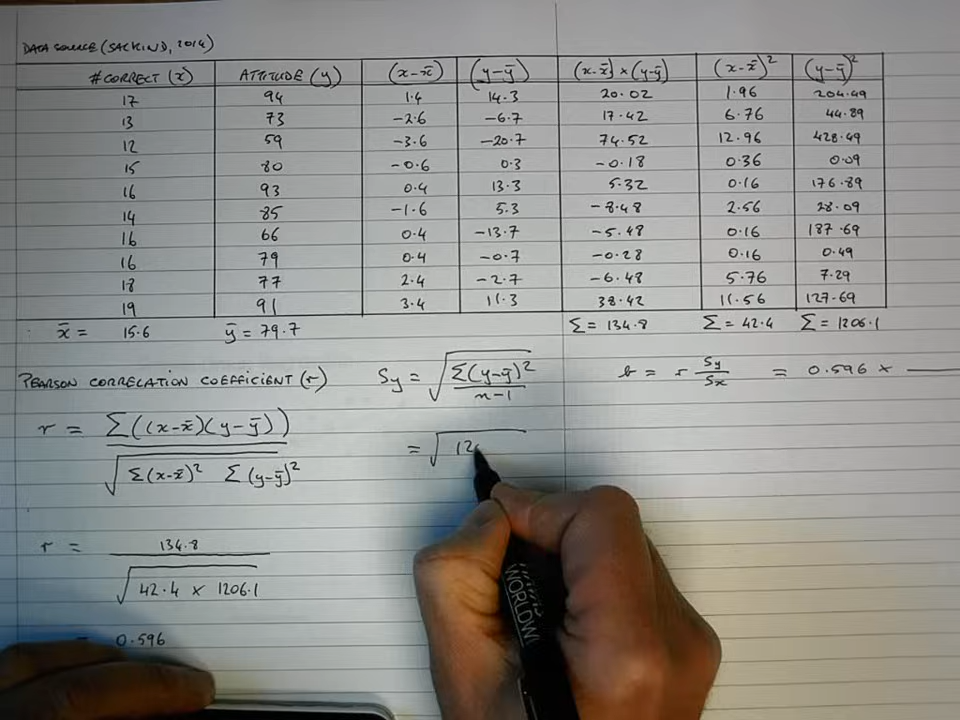 DATA SOURCE (SALKIND, 2014)
# CORRECT (x) ATTITUDE (y) (x-x̄) (y-ȳ) (x-x̄) × (y-ȳ) (x-x̄)² (y-ȳ)²
17 94 1.4 14.3 20.02 1.96 204.49
13 73 -2.6 -6.7 17.42 6.76 44.89
12 59 -3.6 -20.7 74.52 12.96 428.49
15 80 -0.6 0.3 -0.18 0.36 0.09
16 93 0.4 13.3 5.32 0.16 176.89
14 85 -1.6 5.3 -8.48 2.56 28.09
16 66 0.4 -13.7 -5.48 0.16 187.69
16 79 0.4 -0.7 -0.28 0.16 0.49
18 77 2.4 -2.7 -6.48 5.76 7.29
19 91 3.4 11.3 38.42 11.56 127.69
x̄ = 15.6 ȳ = 79.7 Σ = 134.8 Σ = 42.4 Σ = 1206.1
PEARSON CORRELATION COEFFICIENT (r) Sy = √ Σ(y-ȳ)² / n-1 b = r Sy / Sx = 0.596 ×
r = Σ((x-x̄)(y-ȳ)) / √ Σ(x-x̄)² Σ(y-ȳ)²
= √ 12
r = 134.8 / √ 42.4 × 1206.1
= 0.596
WORLDWI